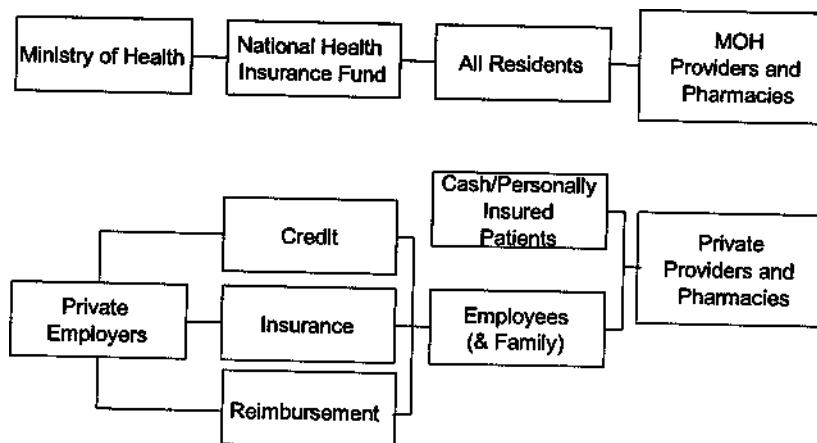 Ministry of Health
National Health
Insurance Fund
All Residents
MOH
Providers and
Pharmacies
Credit
Cash/Personally
Insured
Patients
Private
Providers and
Pharmacies
Private
Employers
Insurance
Employees
(& Family)
Reimbursement